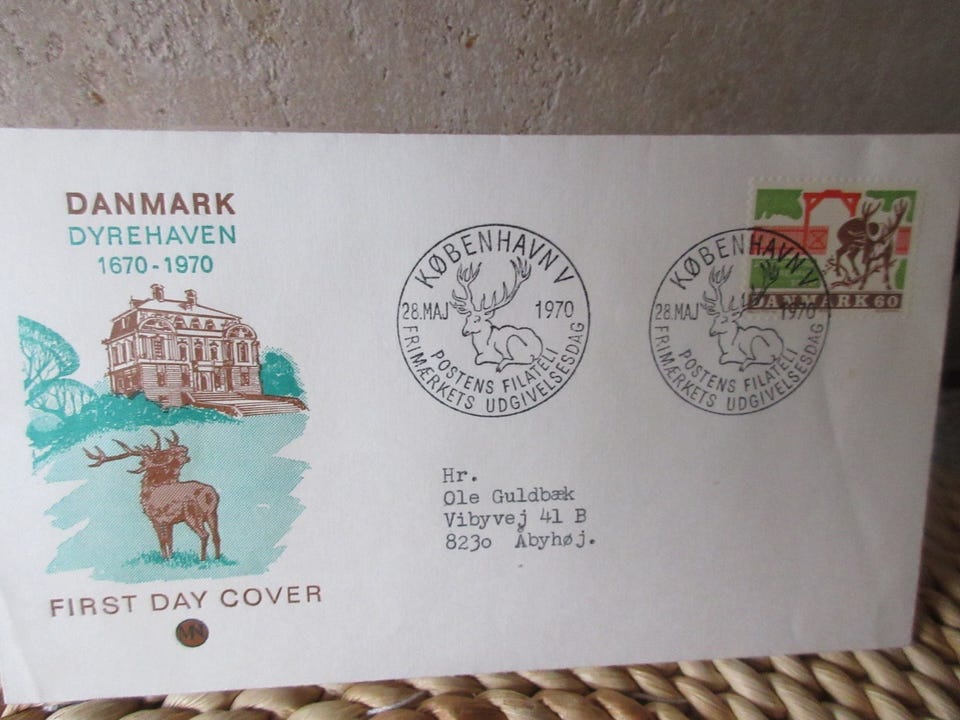 DANMARK
DYREHAVEN
1670-1970
FIRST DAY COVER
MN
KØBENHAVN V
28.MAJ 1970
POSTENS FILATELI
FRIMÆRKETS UDGIVELSESDAG
KØBENHAVN V
28.MAJ 1970
POSTENS FILATELI
FRIMÆRKETS UDGIVELSESDAG
DANMARK 60
Hr.
Ole Guldbæk
Vibyvej 41 B
8230 Åbyhøj.